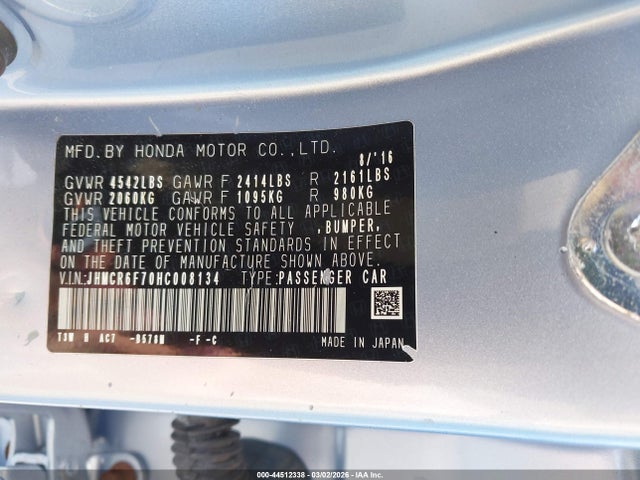 MFD.BY HONDA MOTOR CO.,LTD. 8/'16
GVWR 4542LBS GAWR F 2414LBS R 2161LBS
GVWR 2060KG GAWR F 1095KG R 980KG
THIS VEHICLE CONFORMS TO ALL APPLICABLE
FEDERAL MOTOR VEHICLE SAFETY ,BUMPER,
AND THEFT PREVENTION STANDARDS IN EFFECT
ON THE DATE OF MANUFACTURE SHOWN ABOVE.
VIN:JHMCR6F70HC008134 TYPE:PASSENGER CAR
T3W AC7 -B578M -F -C MADE IN JAPAN
000-44512338 - 03/02/2026 - IAA Inc.